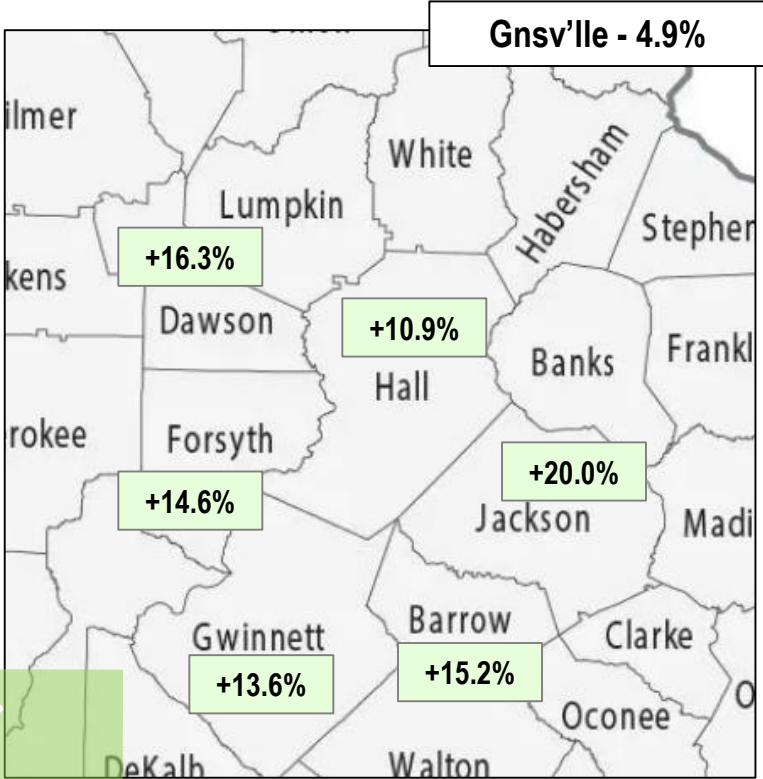 Gnsv'lle - 4.9%
ilmer
White
Habersham
Lumpkin
Stepher
+16.3%
kens
Dawson
+10.9%
Hall
Banks
Frankl
rokee
Forsyth
+14.6%
+20.0%
Jackson
Madi
Barrow
Clarke
Gwinnett
+13.6%
+15.2%
Oconee
O
DeKalb
Walton